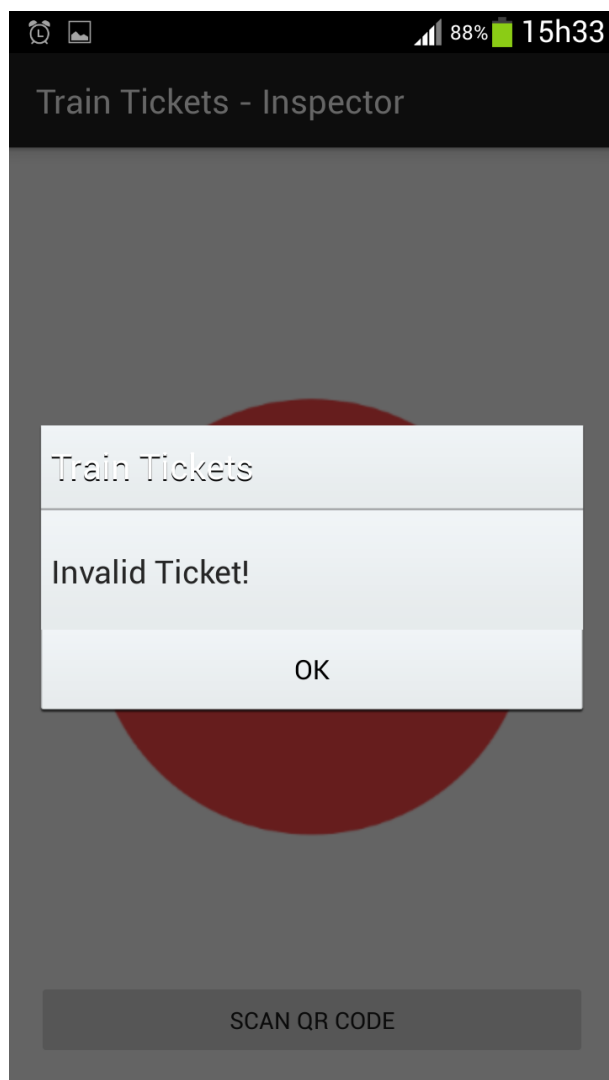 88% 15h33
Train Tickets - Inspector
Train Tickets
Invalid Ticket!
OK
SCAN QR CODE